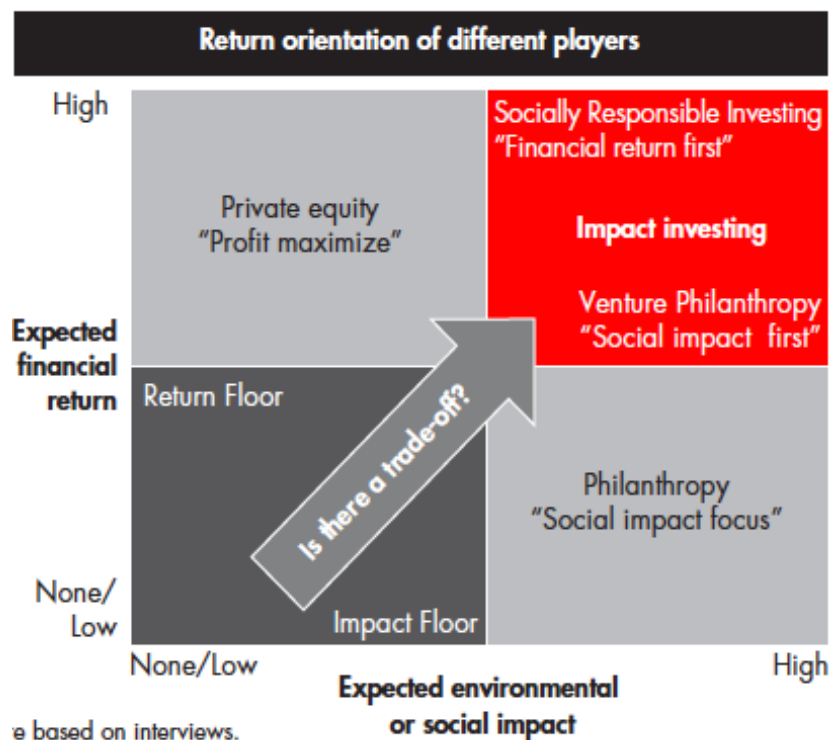 Return orientation of different players
High
Socially Responsible Investing
“Financial return first”
Private equity
“Profit maximize”
Impact investing
Venture Philanthropy
“Social impact first”
Expected
financial
return
Return Floor
Is there a trade-off?
Philanthropy
“Social impact focus”
None/
Low
Impact Floor
None/Low
High
Expected environmental
or social impact
based on interviews.